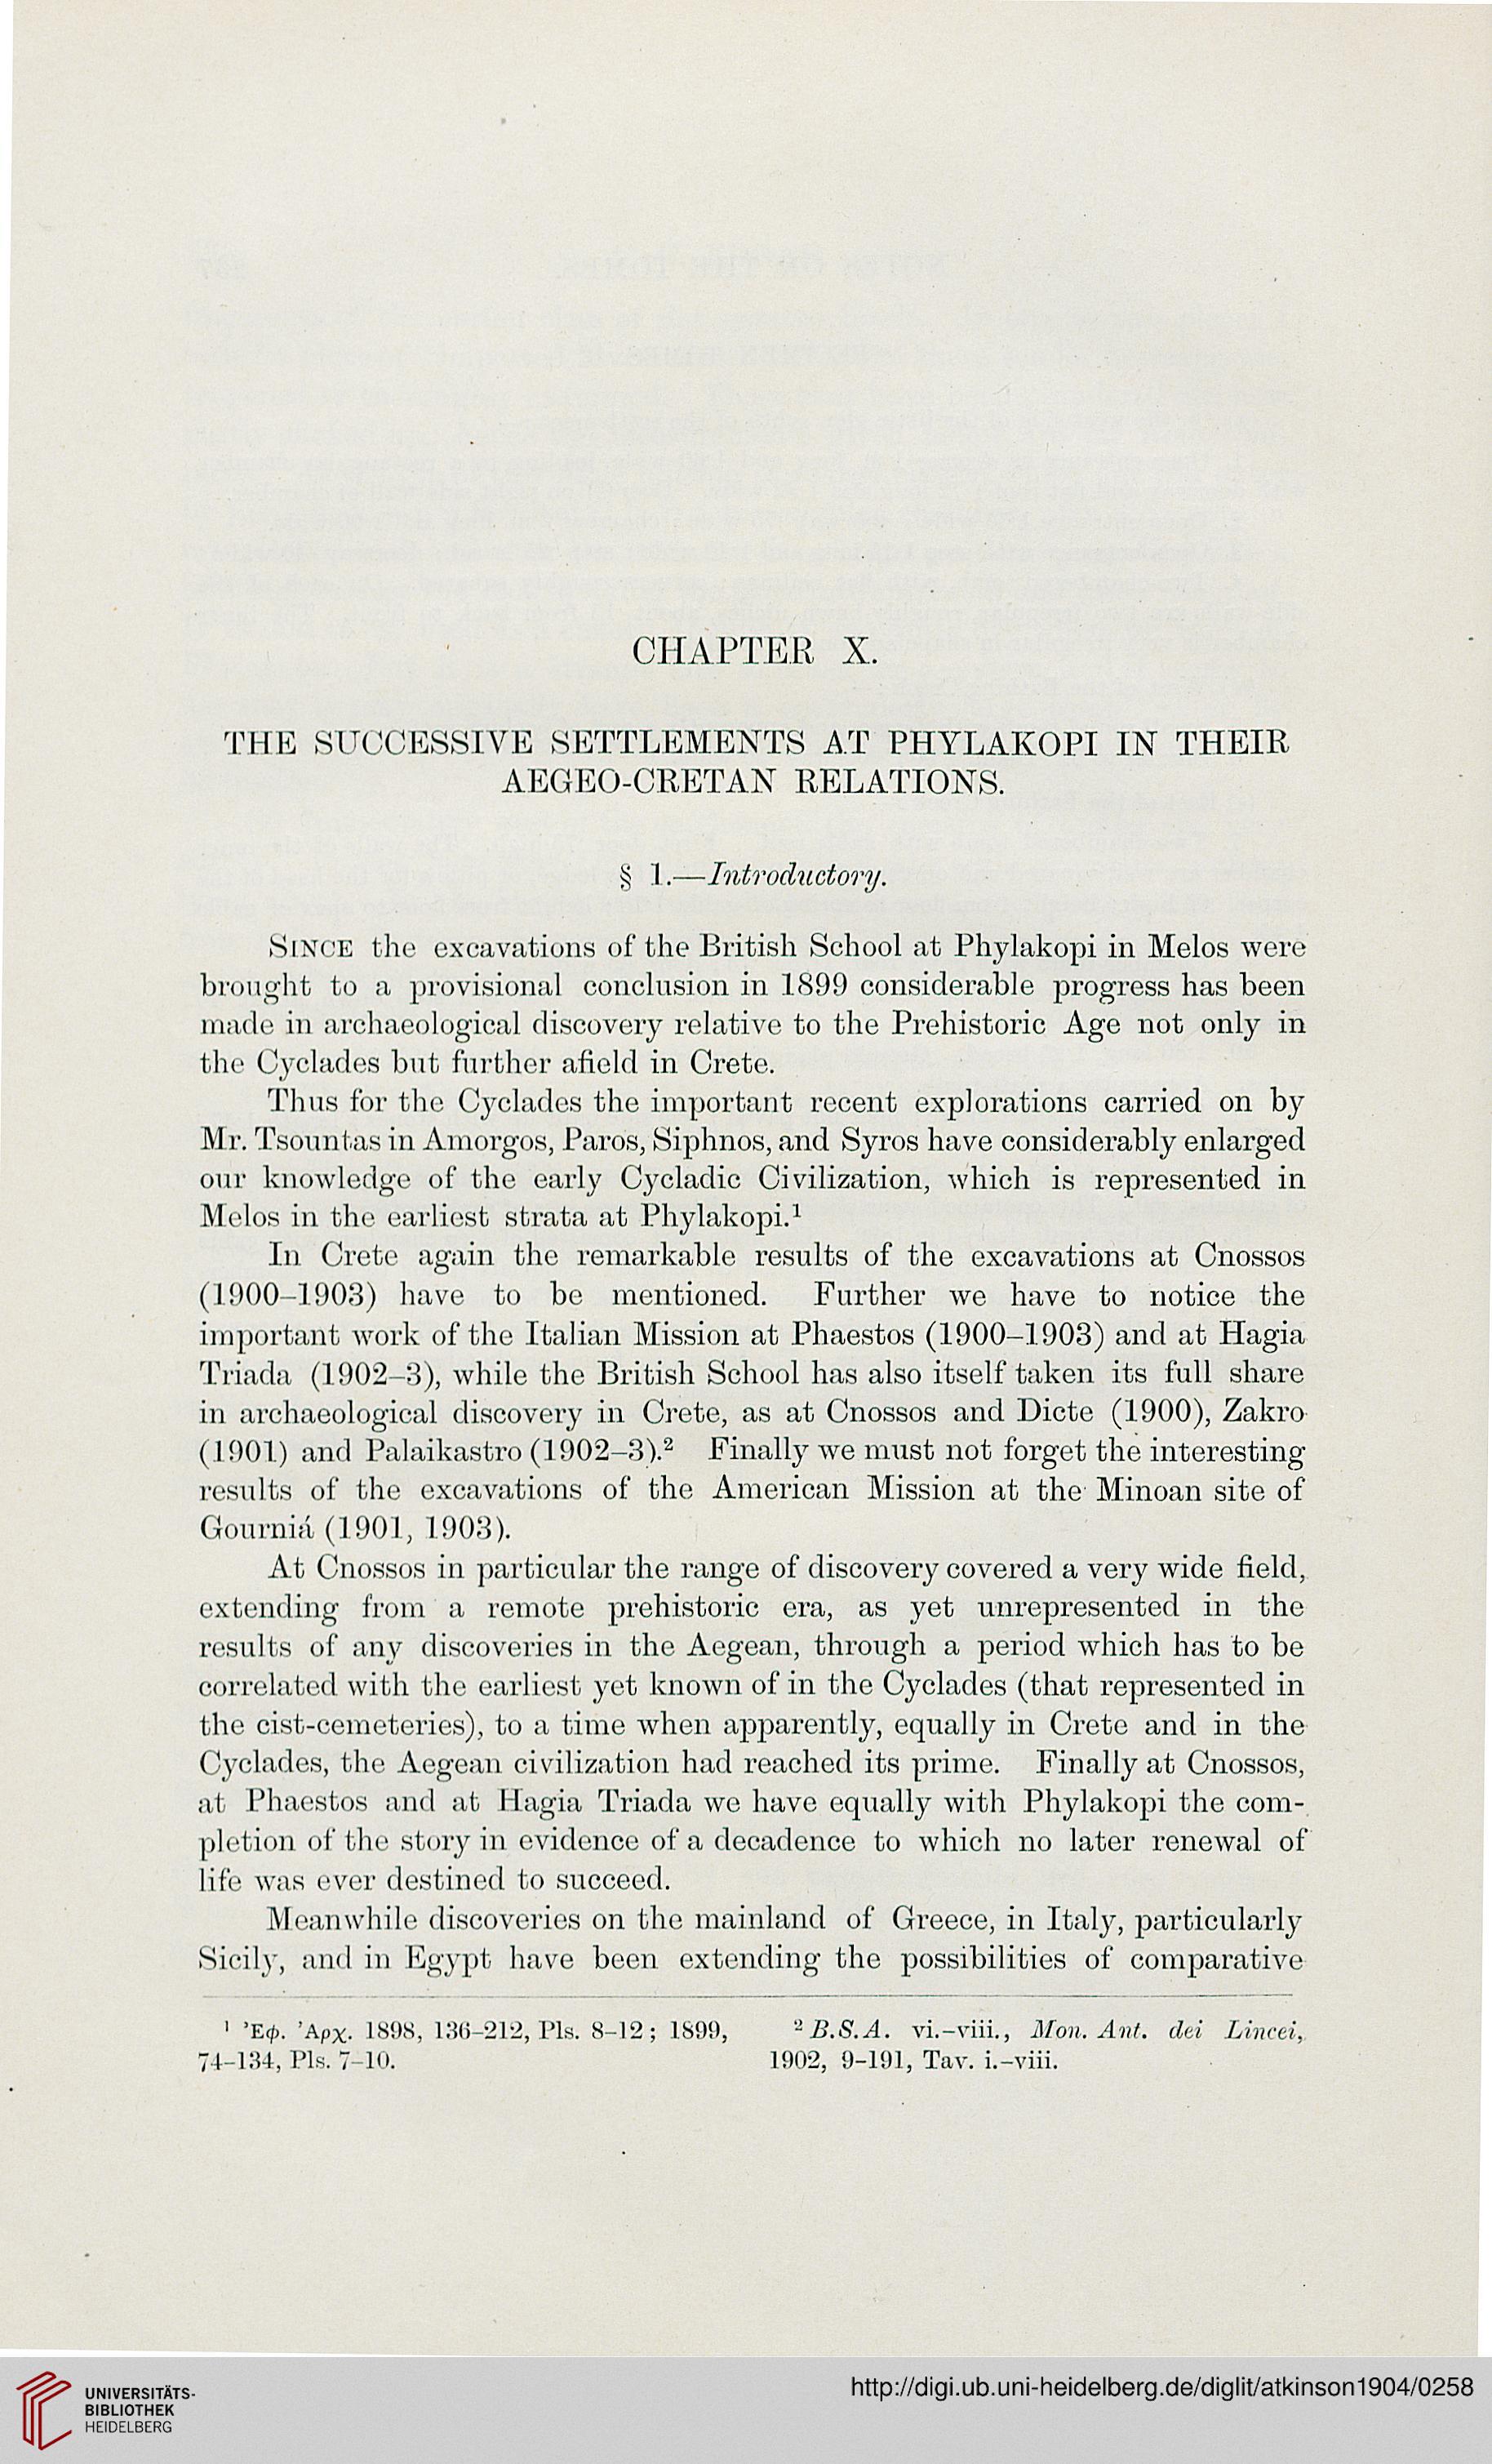 CHAPTER X.
THE SUCCESSIVE SETTLEMENTS AT PHYLAKOPI IN THEIR
AEGEO-CRETAN RELATIONS.
§ 1.—Introductory.
SINCE the excavations of the British School at Phylakopi in Melos were
brought to a provisional conclusion in 1899 considerable progress has been
made in archaeological discovery relative to the Prehistoric Age not only in
the Cyclades but further afield in Crete.
Thus for the Cyclades the important recent explorations carried on by
Mr. Tsountas in Amorgos, Paros, Siphnos, and Syros have considerably enlarged
our knowledge of the early Cycladic Civilization, which is represented in
Melos in the earliest strata at Phylakopi.¹
In Crete again the remarkable results of the excavations at Cnossos
(1900–1903) have to be mentioned. Further we have to notice the
important work of the Italian Mission at Phaestos (1900–1903) and at Hagia
Triada (1902–3), while the British School has also itself taken its full share
in archaeological discovery in Crete, as at Cnossos and Dicte (1900), Zakro
(1901) and Palaikastro (1902–3).² Finally we must not forget the interesting
results of the excavations of the American Mission at the Minoan site of
Gourniá (1901, 1903).
At Cnossos in particular the range of discovery covered a very wide field,
extending from a remote prehistoric era, as yet unrepresented in the
results of any discoveries in the Aegean, through a period which has to be
correlated with the earliest yet known of in the Cyclades (that represented in
the cist-cemeteries), to a time when apparently, equally in Crete and in the
Cyclades, the Aegean civilization had reached its prime. Finally at Cnossos,
at Phaestos and at Hagia Triada we have equally with Phylakopi the com-
pletion of the story in evidence of a decadence to which no later renewal of
life was ever destined to succeed.
Meanwhile discoveries on the mainland of Greece, in Italy, particularly
Sicily, and in Egypt have been extending the possibilities of comparative
¹ Ἐφ. Ἀρχ. 1898, 136–212, Pls. 8–12; 1899,
74–134, Pls. 7–10.
² B.S.A. vi.–viii., Mon. Ant. dei Lincei,
1902, 9–191, Tav. i.–viii.
UNIVERSITÄTS-
BIBLIOTHEK
HEIDELBERG
http://digi.ub.uni-heidelberg.de/diglit/atkinson1904/0258